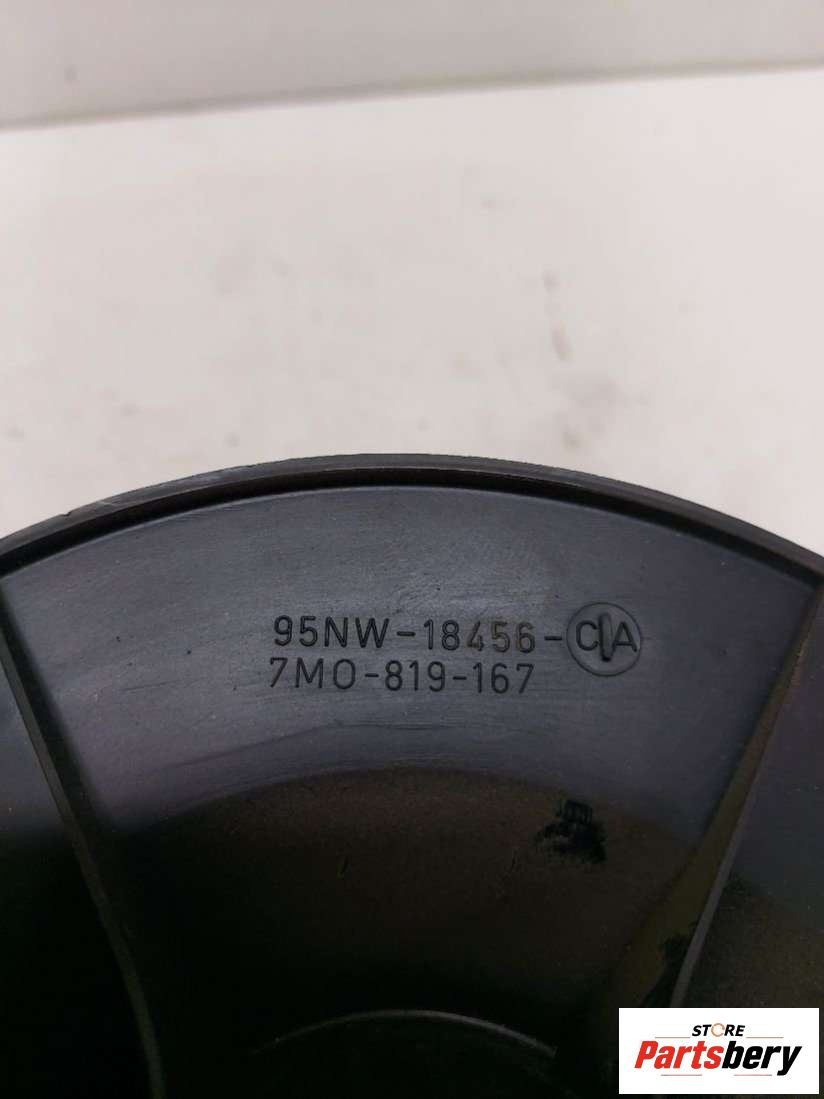 95NW-18456-CA
7M0-819-167
STORE
Partsbery